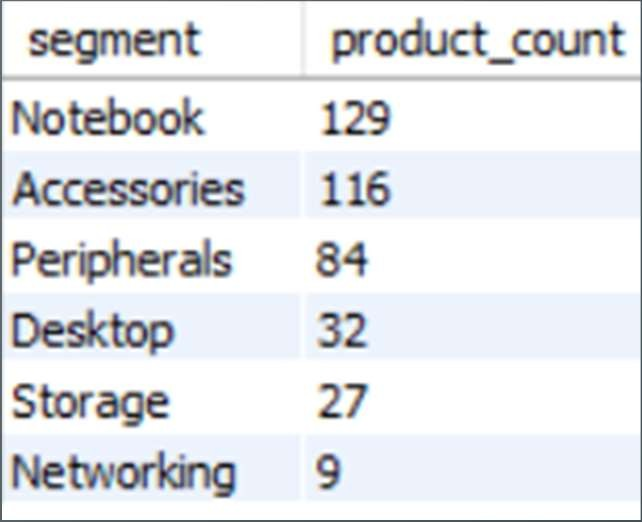 segment product_count
Notebook 129
Accessories 116
Peripherals 84
Desktop 32
Storage 27
Networking 9